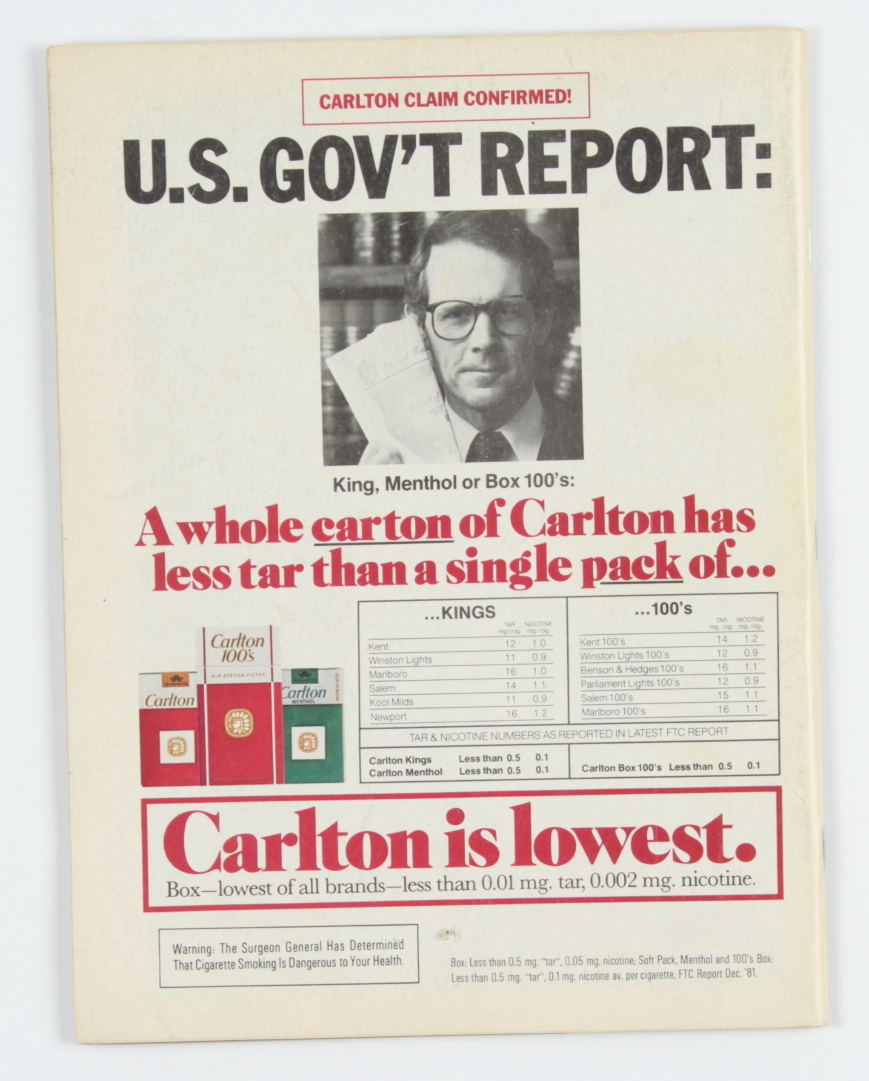 CARLTON CLAIM CONFIRMED!
U.S. GOV'T REPORT:
King, Menthol or Box 100's:
A whole carton of Carlton has
less tar than a single pack of...
Carlton
Carlton
100's
AIR STREAM FILTER
Carlton
MENTHOL
...KINGS
TAR NICOTINE
mg/cig. mg./cig.
Kent 12 1.0
Winston Lights 11 0.9
Marlboro 16 1.0
Salem 14 1.1
Kool Milds 11 0.9
Newport 16 1.2
...100's
TAR NICOTINE
mg./cig. mg./cig.
Kent 100's 14 1.2
Winston Lights 100's 12 0.9
Benson & Hedges 100's 16 1.1
Parliament Lights 100's 12 0.9
Salem 100's 15 1.1
Marlboro 100's 16 1.1
TAR & NICOTINE NUMBERS AS REPORTED IN LATEST FTC REPORT
Carlton Kings Less than 0.5 0.1
Carlton Menthol Less than 0.5 0.1
Carlton Box 100's Less than 0.5 0.1
Carlton is lowest.
Box—lowest of all brands—less than 0.01 mg. tar, 0.002 mg. nicotine.
Warning: The Surgeon General Has Determined
That Cigarette Smoking Is Dangerous to Your Health.
Box: Less than 0.5 mg. "tar", 0.05 mg. nicotine; Soft Pack, Menthol and 100's Box:
Less than 0.5 mg. "tar", 0.1 mg. nicotine av. per cigarette, FTC Report Dec. '81.